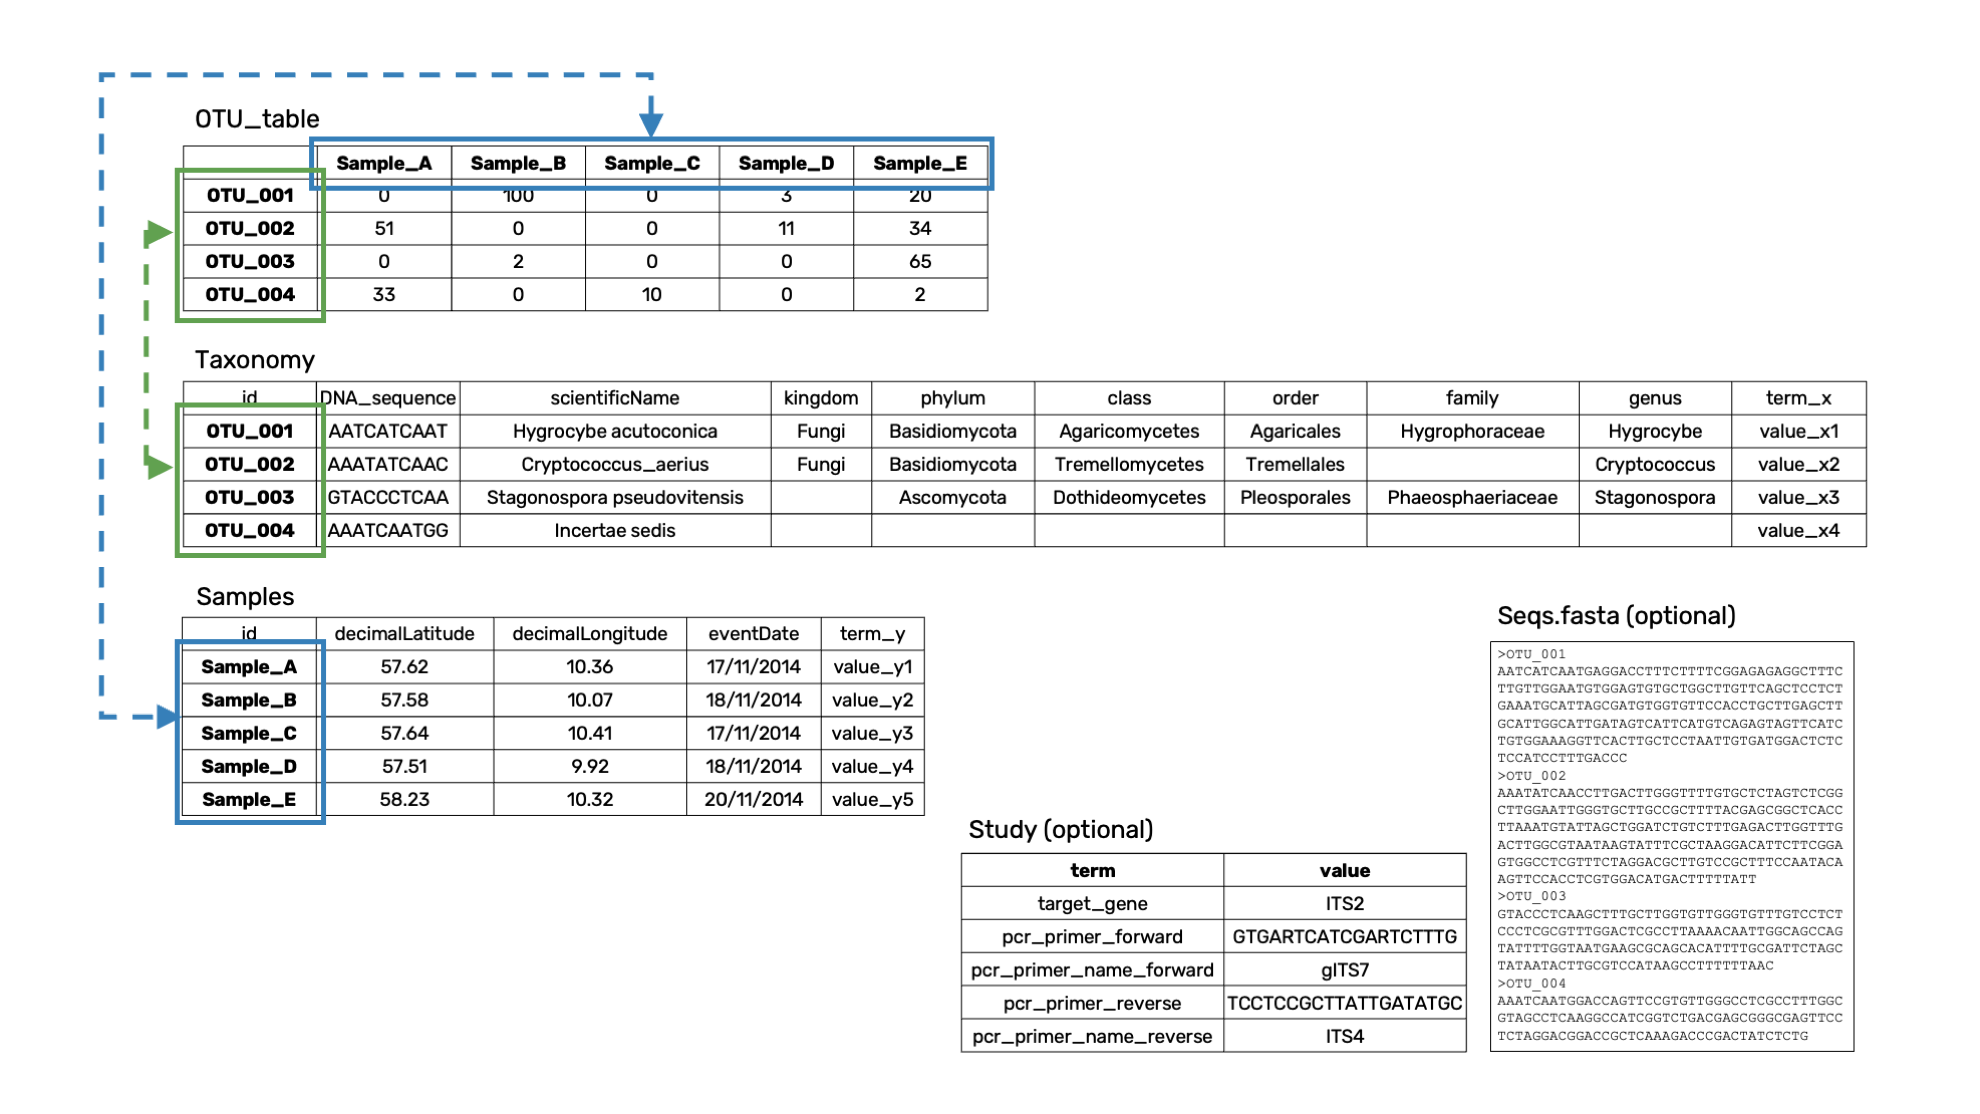 OTU_table
Sample_A Sample_B Sample_C Sample_D Sample_E
OTU_001 0 100 0 3 20
OTU_002 51 0 0 11 34
OTU_003 0 2 0 0 65
OTU_004 33 0 10 0 2
Taxonomy
id DNA_sequence scientificName kingdom phylum class order family genus term_x
OTU_001 AATCATCAAT Hygrocybe acutoconica Fungi Basidiomycota Agaricomycetes Agaricales Hygrophoraceae Hygrocybe value_x1
OTU_002 AAATATCAAC Cryptococcus_aerius Fungi Basidiomycota Tremellomycetes Tremellales Cryptococcus value_x2
OTU_003 GTACCCTCAA Stagonospora pseudovitensis Ascomycota Dothideomycetes Pleosporales Phaeosphaeriaceae Stagonospora value_x3
OTU_004 AAATCAATGG Incertae sedis value_x4
Samples
id decimalLatitude decimalLongitude eventDate term_y
Sample_A 57.62 10.36 17/11/2014 value_y1
Sample_B 57.58 10.07 18/11/2014 value_y2
Sample_C 57.64 10.41 17/11/2014 value_y3
Sample_D 57.51 9.92 18/11/2014 value_y4
Sample_E 58.23 10.32 20/11/2014 value_y5
Study (optional)
term value
target_gene ITS2
pcr_primer_forward GTGARTCATCGARTCTTTG
pcr_primer_name_forward gITS7
pcr_primer_reverse TCCTCCGCTTATTGATATGC
pcr_primer_name_reverse ITS4
Seqs.fasta (optional)
>OTU_001
AATCATCAATGAGGACCTTTCTTTTCGGAGAGAGGCTTTC
TTGTTGGAATGTGGAGTGTGCTGGCTTGTTCAGCTCCTCT
GAAATGCATTAGCGATGTGGTGTTCCACCTGCTTGAGCTT
GCATTGGCATTGATAGTCATTCATGTCAGAGTAGTTCATC
TGTGGAAAGGTTCACTTGCTCCTAATTGTGATGGACTCTC
TCCATCCTTTGACCC
>OTU_002
AAATATCAACCTTGACTTGGGTTTTGTGCTCTAGTCTCGG
CTTGGAATTGGGTGCTTGCCGCTTTTACGAGCGGCTCACC
TTAAATGTATTAGCTGGATCTGTCTTTGAGACTTGGTTTG
ACTTGGCGTAATAAGTATTTCGCTAAGGACATTCTTCGGA
GTGGCCTCGTTTCTAGGACGCTTGTCCGCTTTCCAATACA
AGTTCCACCTCGTGGACATGACTTTTTATT
>OTU_003
GTACCCTCAAGCTTTGCTTGGTGTTGGGTGTTTGTCCTCT
CCCTCGCGTTTGGACTCGCCTTAAAACAATTGGCAGCCAG
TATTTTGGTAATGAAGCGCAGCACATTTTGCGATTCTAGC
TATAATACTTGCGTCCATAAGCCTTTTTTAAC
>OTU_004
AAATCAATGGACCAGTTCCGTGTTGGGCCTCGCCTTTGGC
GTAGCCTCAAGGCCATCGGTCTGACGAGCGGGCGAGTTCC
TCTAGGACGGACCGCTCAAAGACCCGACTATCTCTG